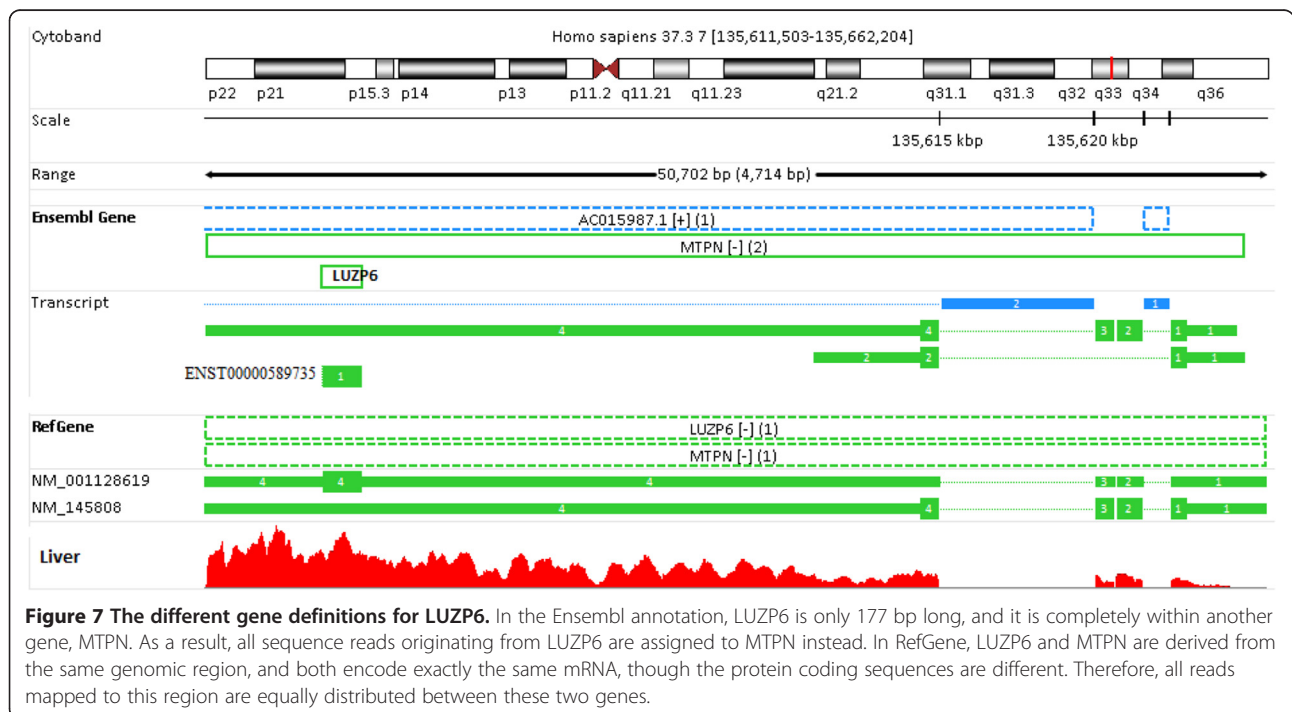 Cytoband
Homo sapiens 37.3 7 [135,611,503-135,662,204]
p22 p21 p15.3 p14 p13 p11.2 q11.21 q11.23 q21.2 q31.1 q31.3 q32 q33 q34 q36
Scale
135,615 kbp 135,620 kbp
Range
50,702 bp (4,714 bp)
Ensembl Gene
AC015987.1 [+] (1)
MTPN [-] (2)
LUZP6
Transcript
2 1
4 4 3 2 1 1
2 2 1 1
ENST00000589735 1
RefGene
LUZP6 [-] (1)
MTPN [-] (1)
NM_001128619 4 4 4 3 2 1
NM_145808 4 4 3 2 1 1
Liver
Figure 7 The different gene definitions for LUZP6. In the Ensembl annotation, LUZP6 is only 177 bp long, and it is completely within another
gene, MTPN. As a result, all sequence reads originating from LUZP6 are assigned to MTPN instead. In RefGene, LUZP6 and MTPN are derived from
the same genomic region, and both encode exactly the same mRNA, though the protein coding sequences are different. Therefore, all reads
mapped to this region are equally distributed between these two genes.